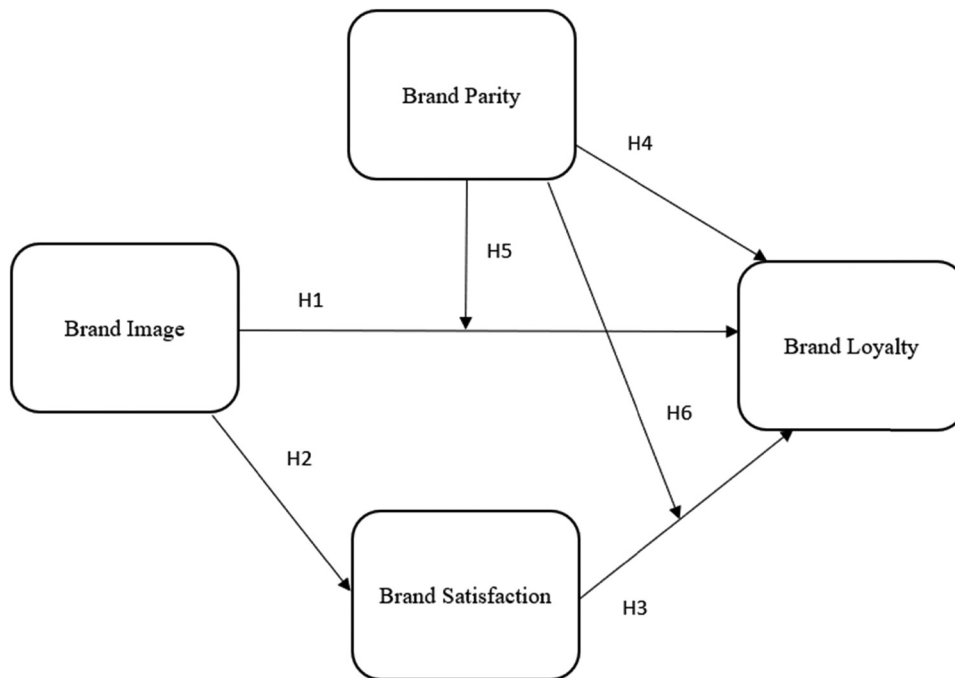 Brand Parity
H4
H5
H1
Brand Image
Brand Loyalty
H6
H2
Brand Satisfaction
H3